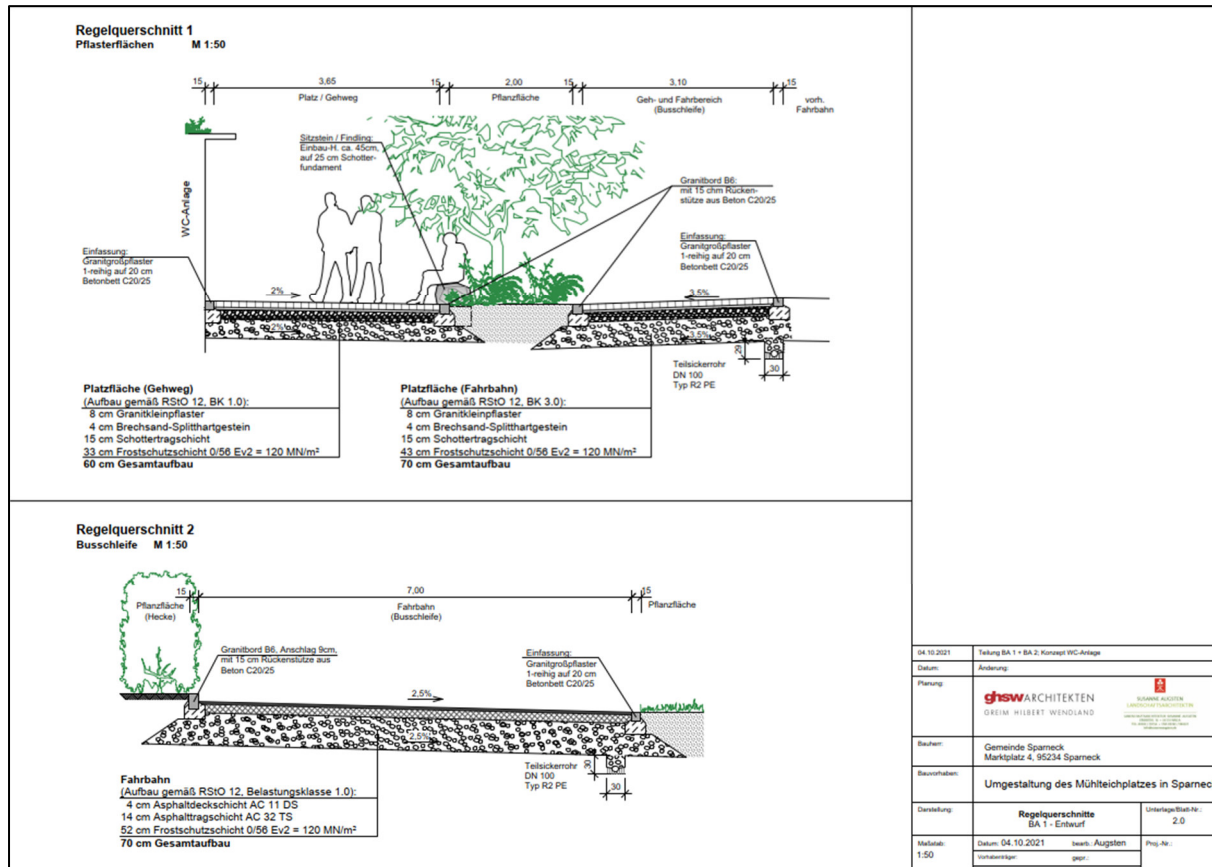 Regelquerschnitt 1
Pflasterflächen M 1:50
15 3,65 15 2,00 15 3,10 15
Platz / Gehweg
Pflanzfläche
Geh- und Fahrbereich
(Busschleife)
vorh.
Fahrbahn
Sitzstein / Findling:
Einbau-H. ca. 45cm,
auf 25 cm Schotter-
fundament
WC-Anlage
Granitbord B6:
mit 15 chm Rücken-
stütze aus Beton C20/25
Einfassung:
Granitgroßpflaster
1-reihig auf 20 cm
Betonbett C20/25
Einfassung:
Granitgroßpflaster
1-reihig auf 20 cm
Betonbett C20/25
2%
3,5%
2%
3,5%
29
30
Teilsickerrohr
DN 100
Typ R2 PE
Platzfläche (Gehweg)
(Aufbau gemäß RStO 12, BK 1.0):
8 cm Granitkleinpflaster
4 cm Brechsand-Splitthartgestein
15 cm Schottertragschicht
33 cm Frostschutzschicht 0/56 Ev2 = 120 MN/m²
60 cm Gesamtaufbau
Platzfläche (Fahrbahn)
(Aufbau gemäß RStO 12, BK 3.0):
8 cm Granitkleinpflaster
4 cm Brechsand-Splitthartgestein
15 cm Schottertragschicht
43 cm Frostschutzschicht 0/56 Ev2 = 120 MN/m²
70 cm Gesamtaufbau
Regelquerschnitt 2
Busschleife M 1:50
15 7,00 15
Pflanzfläche
(Hecke)
Fahrbahn
(Busschleife)
Pflanzfläche
Granitbord B6, Anschlag 9cm,
mit 15 cm Rückenstütze aus
Beton C20/25
Einfassung:
Granitgroßpflaster
1-reihig auf 20 cm
Betonbett C20/25
2,5%
2,5%
Teilsickerrohr
DN 100
Typ R2 PE
30
30
Fahrbahn
(Aufbau gemäß RStO 12, Belastungsklasse 1.0):
4 cm Asphaltdeckschicht AC 11 DS
14 cm Asphalttragschicht AC 32 TS
52 cm Frostschutzschicht 0/56 Ev2 = 120 MN/m²
70 cm Gesamtaufbau
04.10.2021 Teilung BA 1 + BA 2; Konzept WC-Anlage
Datum: Änderung:
Planung:
ghswARCHITEKTEN
GREIM HILBERT WENDLAND
SUSANNE AUGSTEN
LANDSCHAFTSARCHITEKTIN
Bauherr:
Gemeinde Sparneck
Marktplatz 4, 95234 Sparneck
Bauvorhaben:
Umgestaltung des Mühlteichplatzes in Sparnec
Darstellung:
Regelquerschnitte
BA 1 - Entwurf
Unterlage/Blatt-Nr.:
2.0
Maßstab:
1:50
Datum: 04.10.2021 bearb.: Augsten Proj.-Nr.:
Vorhabenträger: gepr.: